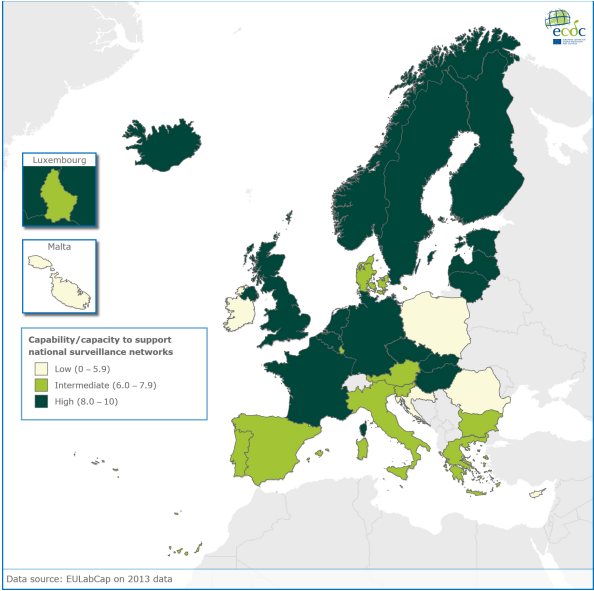 ecdc
Luxembourg
Malta
Capability/capacity to support
national surveillance networks
Low (0 – 5.9)
Intermediate (6.0 – 7.9)
High (8.0 – 10)
Data source: EULabCap on 2013 data